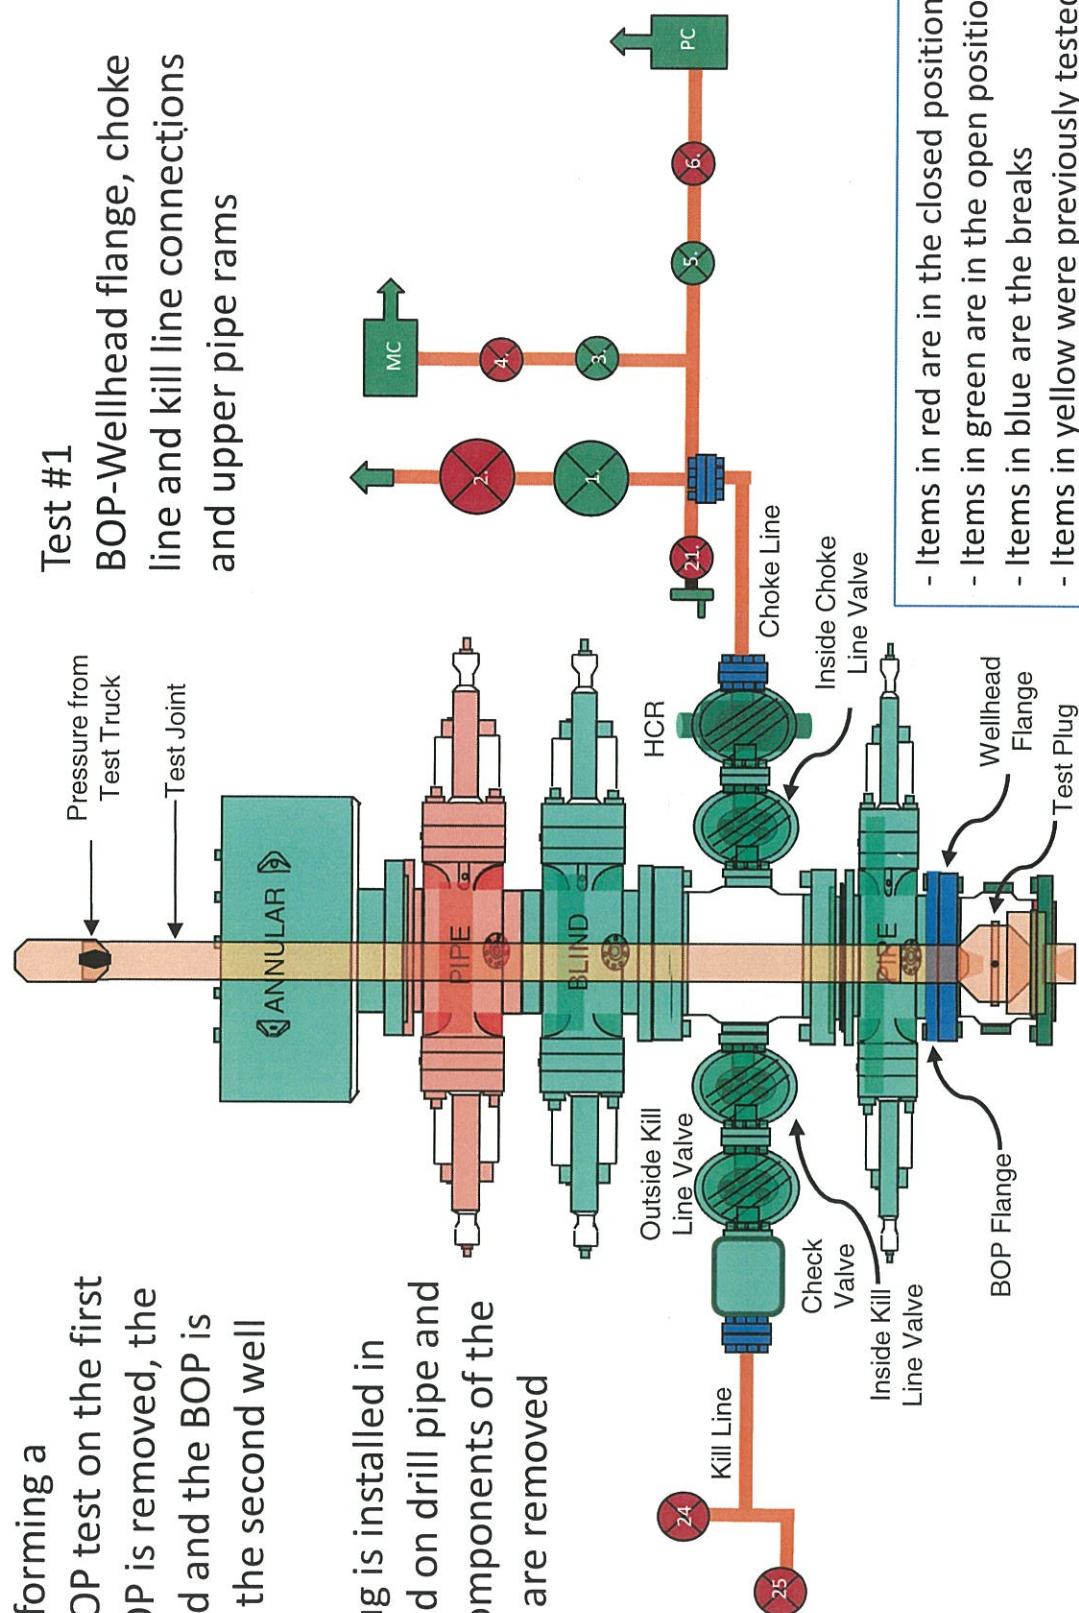 forming a
OP test on the first
OP is removed, the
d and the BOP is
the second well
ug is installed in
d on drill pipe and
omponents of the
are removed
Test #1
BOP-Wellhead flange, choke
line and kill line connections
and upper pipe rams
Pressure from
Test Truck
Test Joint
ANNULAR
PIPE
BLIND
PIPE
Outside Kill
Line Valve
Check
Valve
Inside Kill
Line Valve
Kill Line
24
25
BOP Flange
HCR
Inside Choke
Line Valve
Choke Line
Wellhead
Flange
Test Plug
2.
1.
21.
MC
4.
3.
5.
6.
PC
- Items in red are in the closed position
- Items in green are in the open positio
- Items in blue are the breaks
- Items in yellow were previously tested